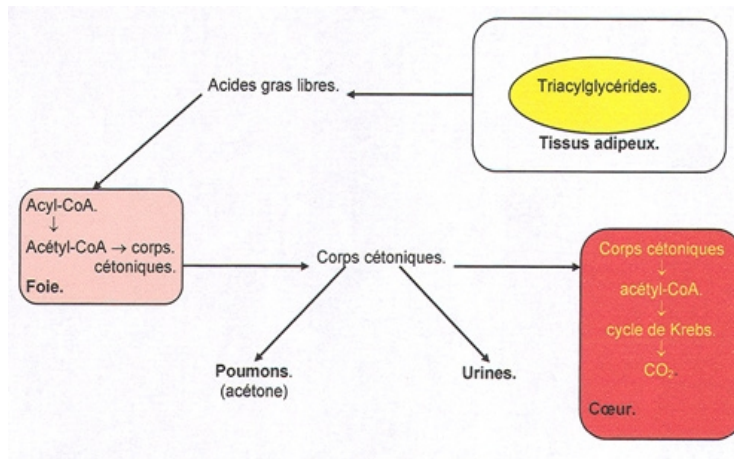 Acides gras libres.
Triacylglycérides.
Tissus adipeux.
Acyl-CoA.
↓
Acétyl-CoA → corps.
cétoniques.
Foie.
Corps cétoniques.
Poumons.
(acétone)
Urines.
Corps cétoniques
↓
acétyl-CoA.
↓
cycle de Krebs.
↓
CO₂.
Cœur.